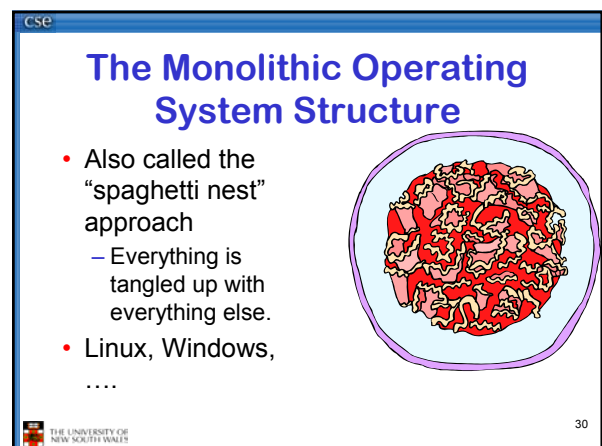 cse
The Monolithic Operating
System Structure
• Also called the
“spaghetti nest”
approach
– Everything is
tangled up with
everything else.
• Linux, Windows,
….
THE UNIVERSITY OF
NEW SOUTH WALES
30